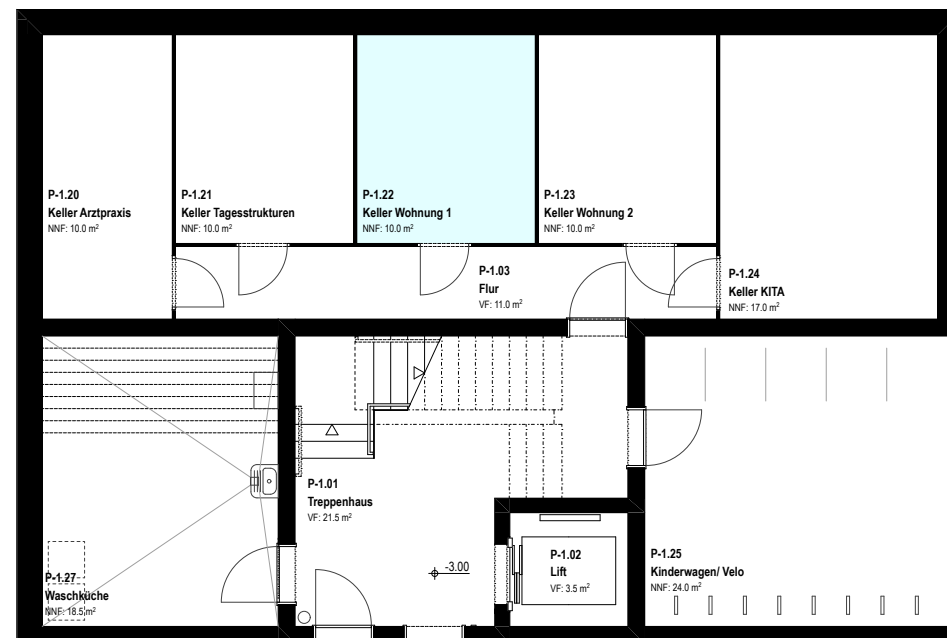 P-1.20
Keller Arztpraxis
NNF: 10.0 m²
P-1.21
Keller Tagesstrukturen
NNF: 10.0 m²
P-1.22
Keller Wohnung 1
NNF: 10.0 m²
P-1.23
Keller Wohnung 2
NNF: 10.0 m²
P-1.03
Flur
VF: 11.0 m²
P-1.24
Keller KITA
NNF: 17.0 m²
P-1.01
Treppenhaus
VF: 21.5 m²
-3.00
P-1.02
Lift
VF: 3.5 m²
P-1.25
Kinderwagen/ Velo
NNF: 24.0 m²
P-1.27
Waschküche
NNF: 18.5 m²